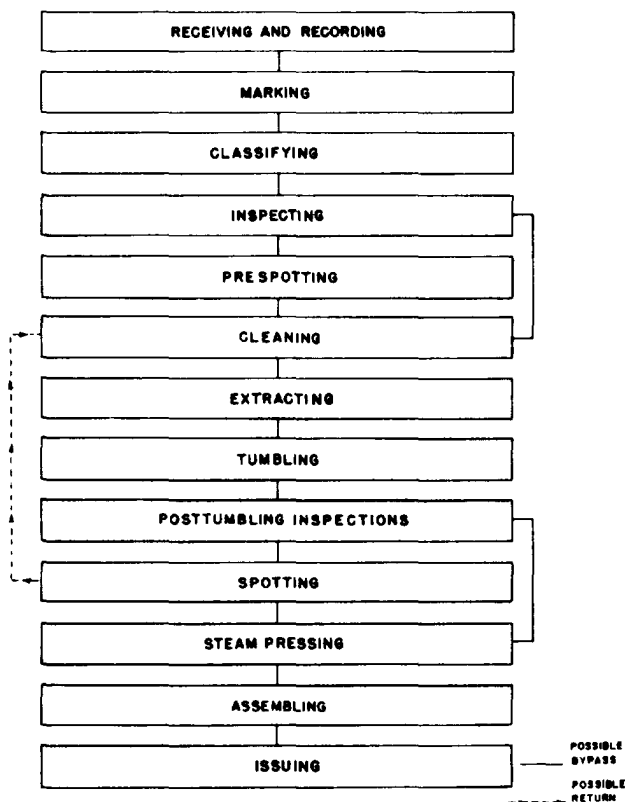 RECEIVING AND RECORDING
MARKING
CLASSIFYING
INSPECTING
PRESPOTTING
CLEANING
EXTRACTING
TUMBLING
POSTTUMBLING INSPECTIONS
SPOTTING
STEAM PRESSING
ASSEMBLING
ISSUING
POSSIBLE
BYPASS
POSSIBLE
RETURN